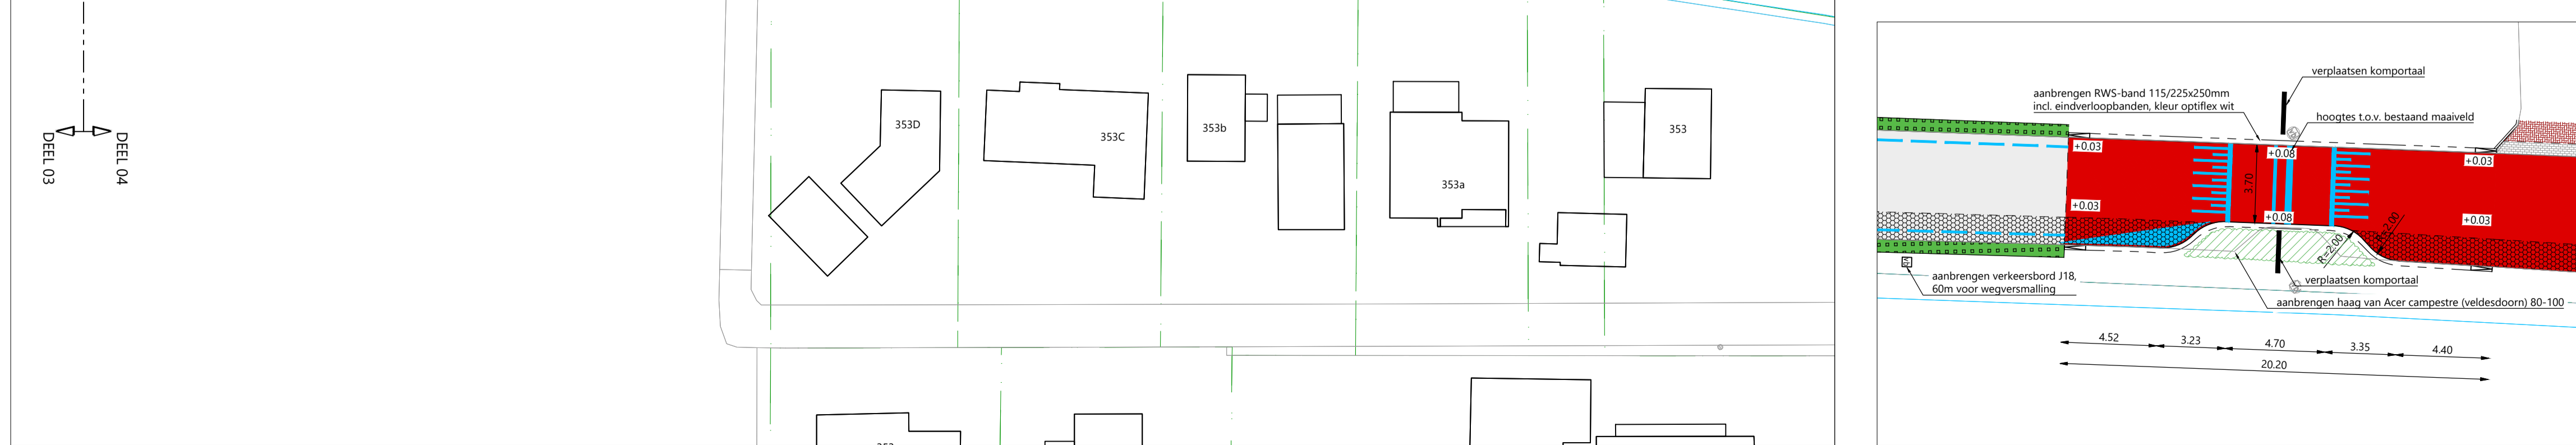 DEEL 03
DEEL 04
353D
353C
353b
353a
353
verplaatsen komportaal
aanbrengen RWS-band 115/225x250mm
incl. eindverloopbanden, kleur optiflex wit
hoogtes t.o.v. bestaand maaiveld
+0.03
+0.08
+0.03
3.70
+0.03
+0.08
+0.03
R=2.00
R=2.00
aanbrengen verkeersbord J18,
60m voor wegversmalling
verplaatsen komportaal
aanbrengen haag van Acer campestre (veldesdoorn) 80-100
4.52
3.23
4.70
3.35
4.40
20.20